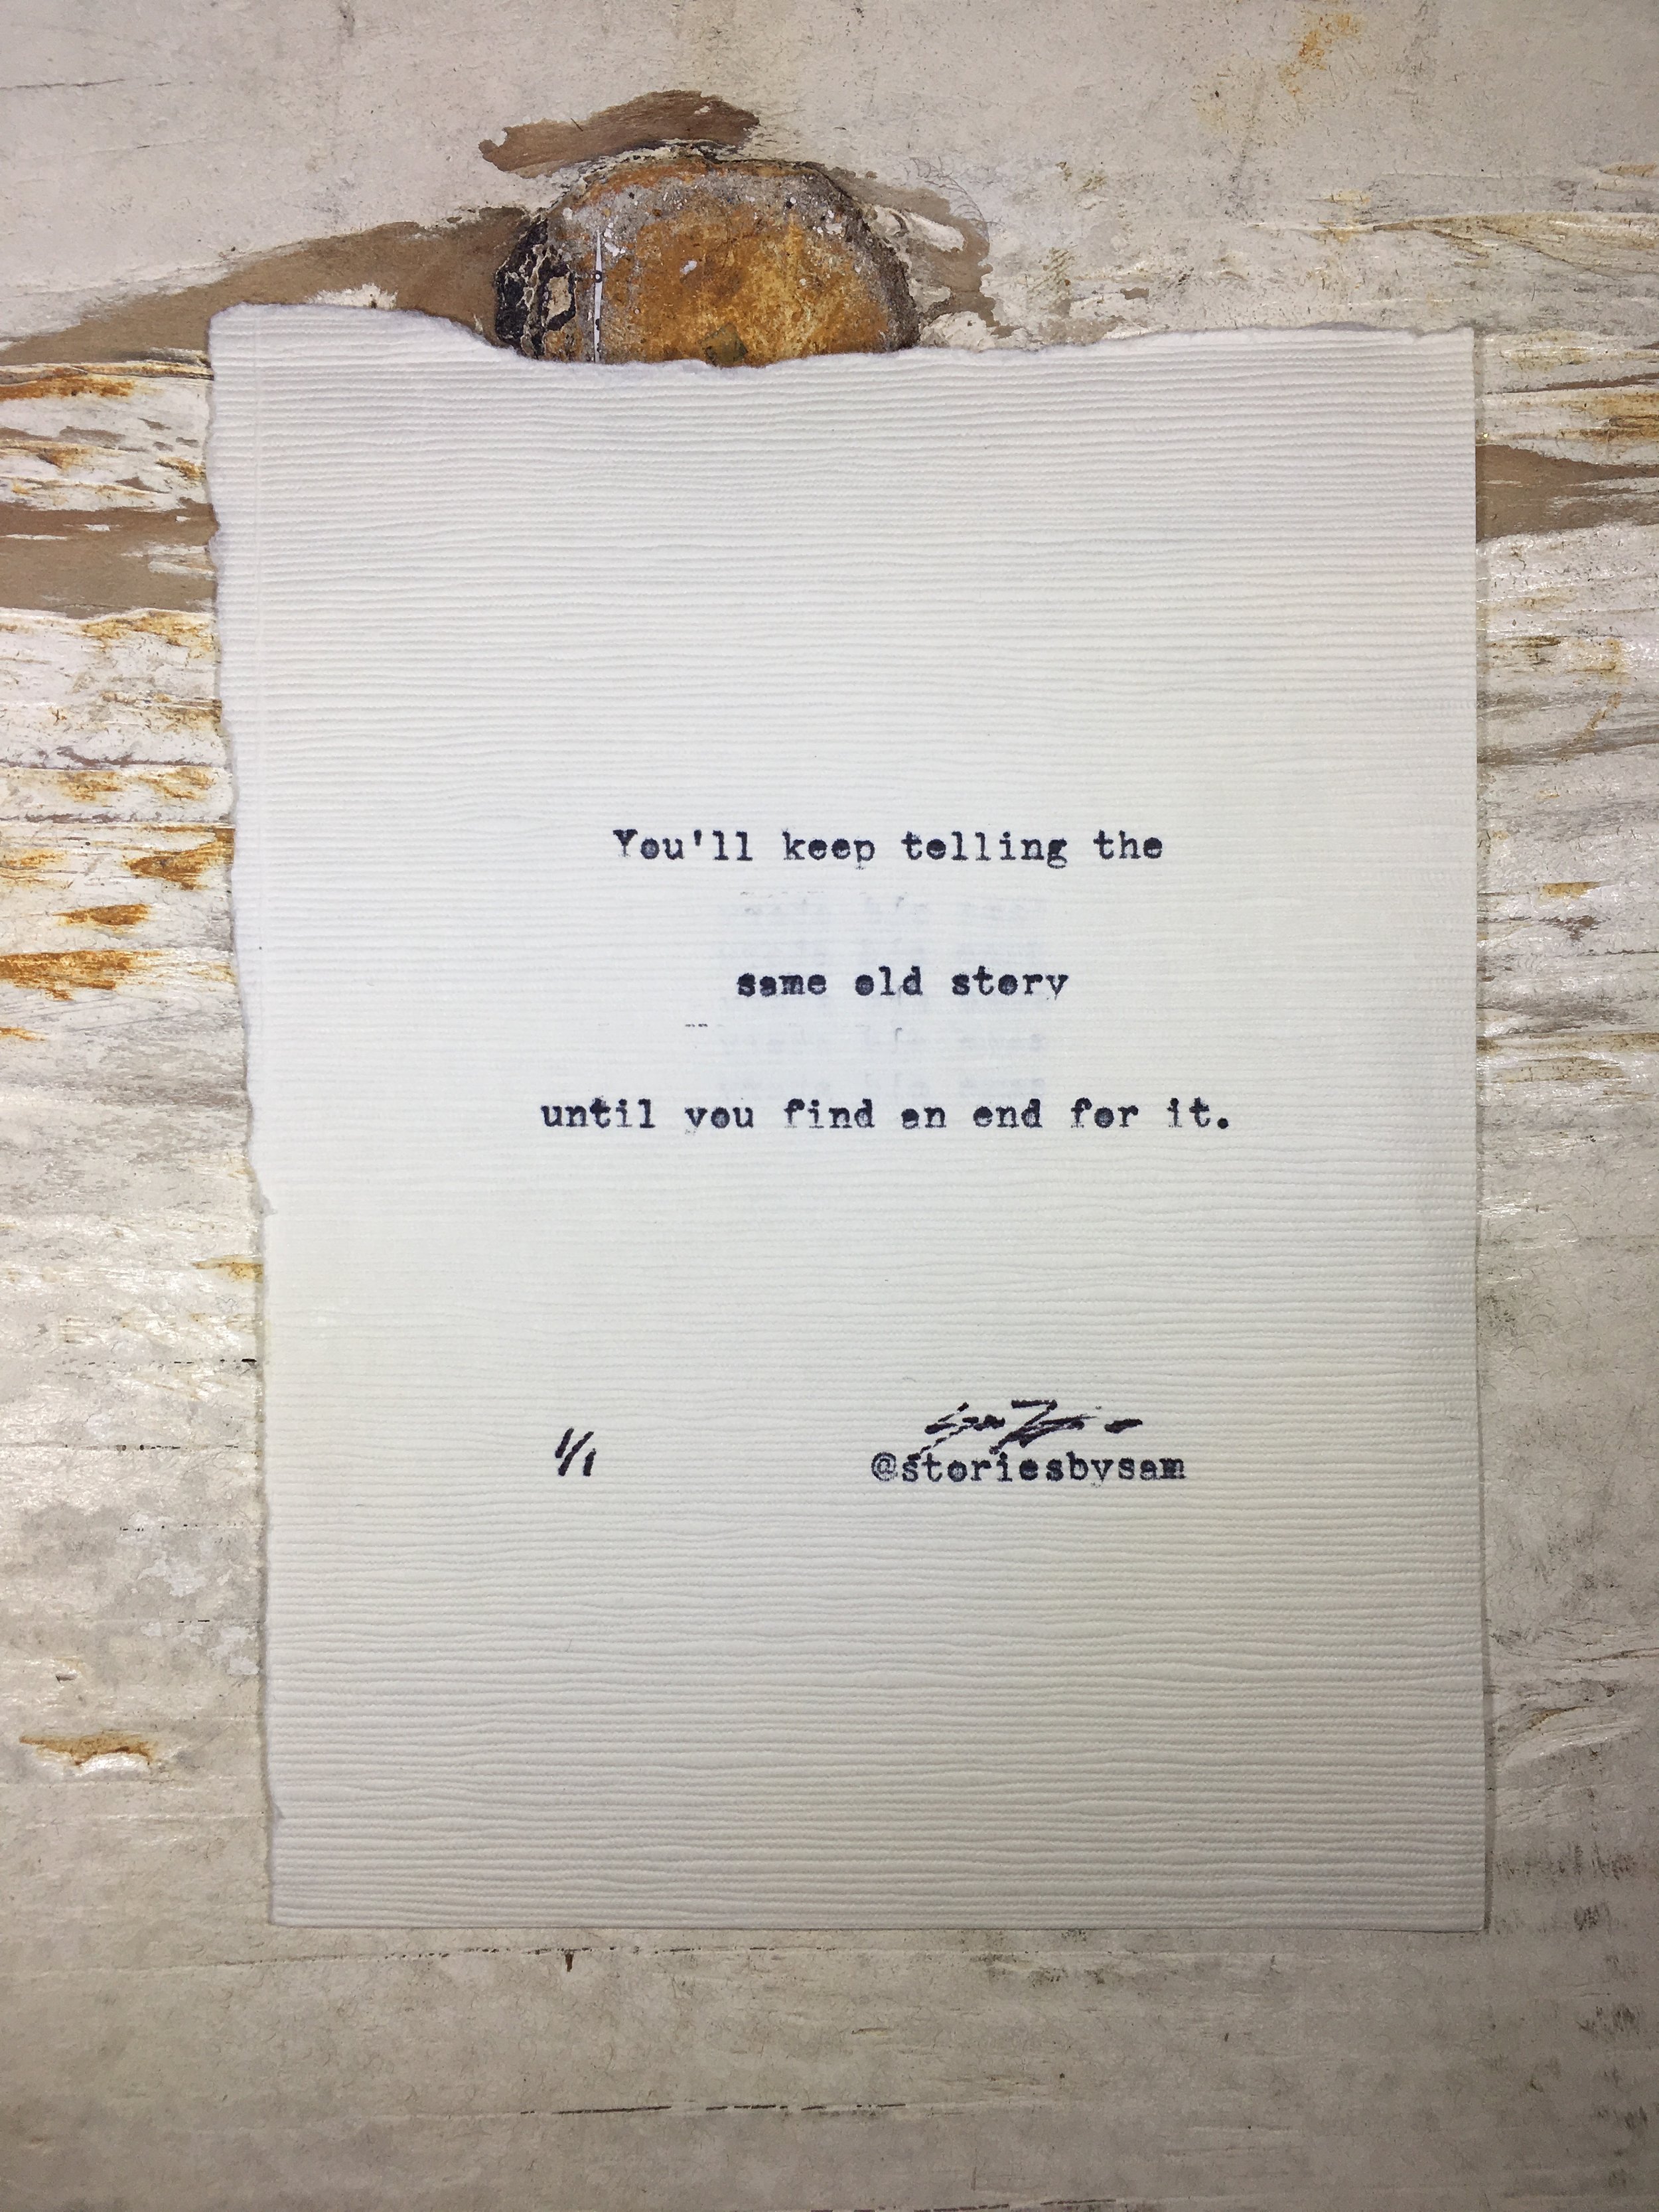 You'll keep telling the
same old story
until you find an end for it.
1/1
@storiesbysam